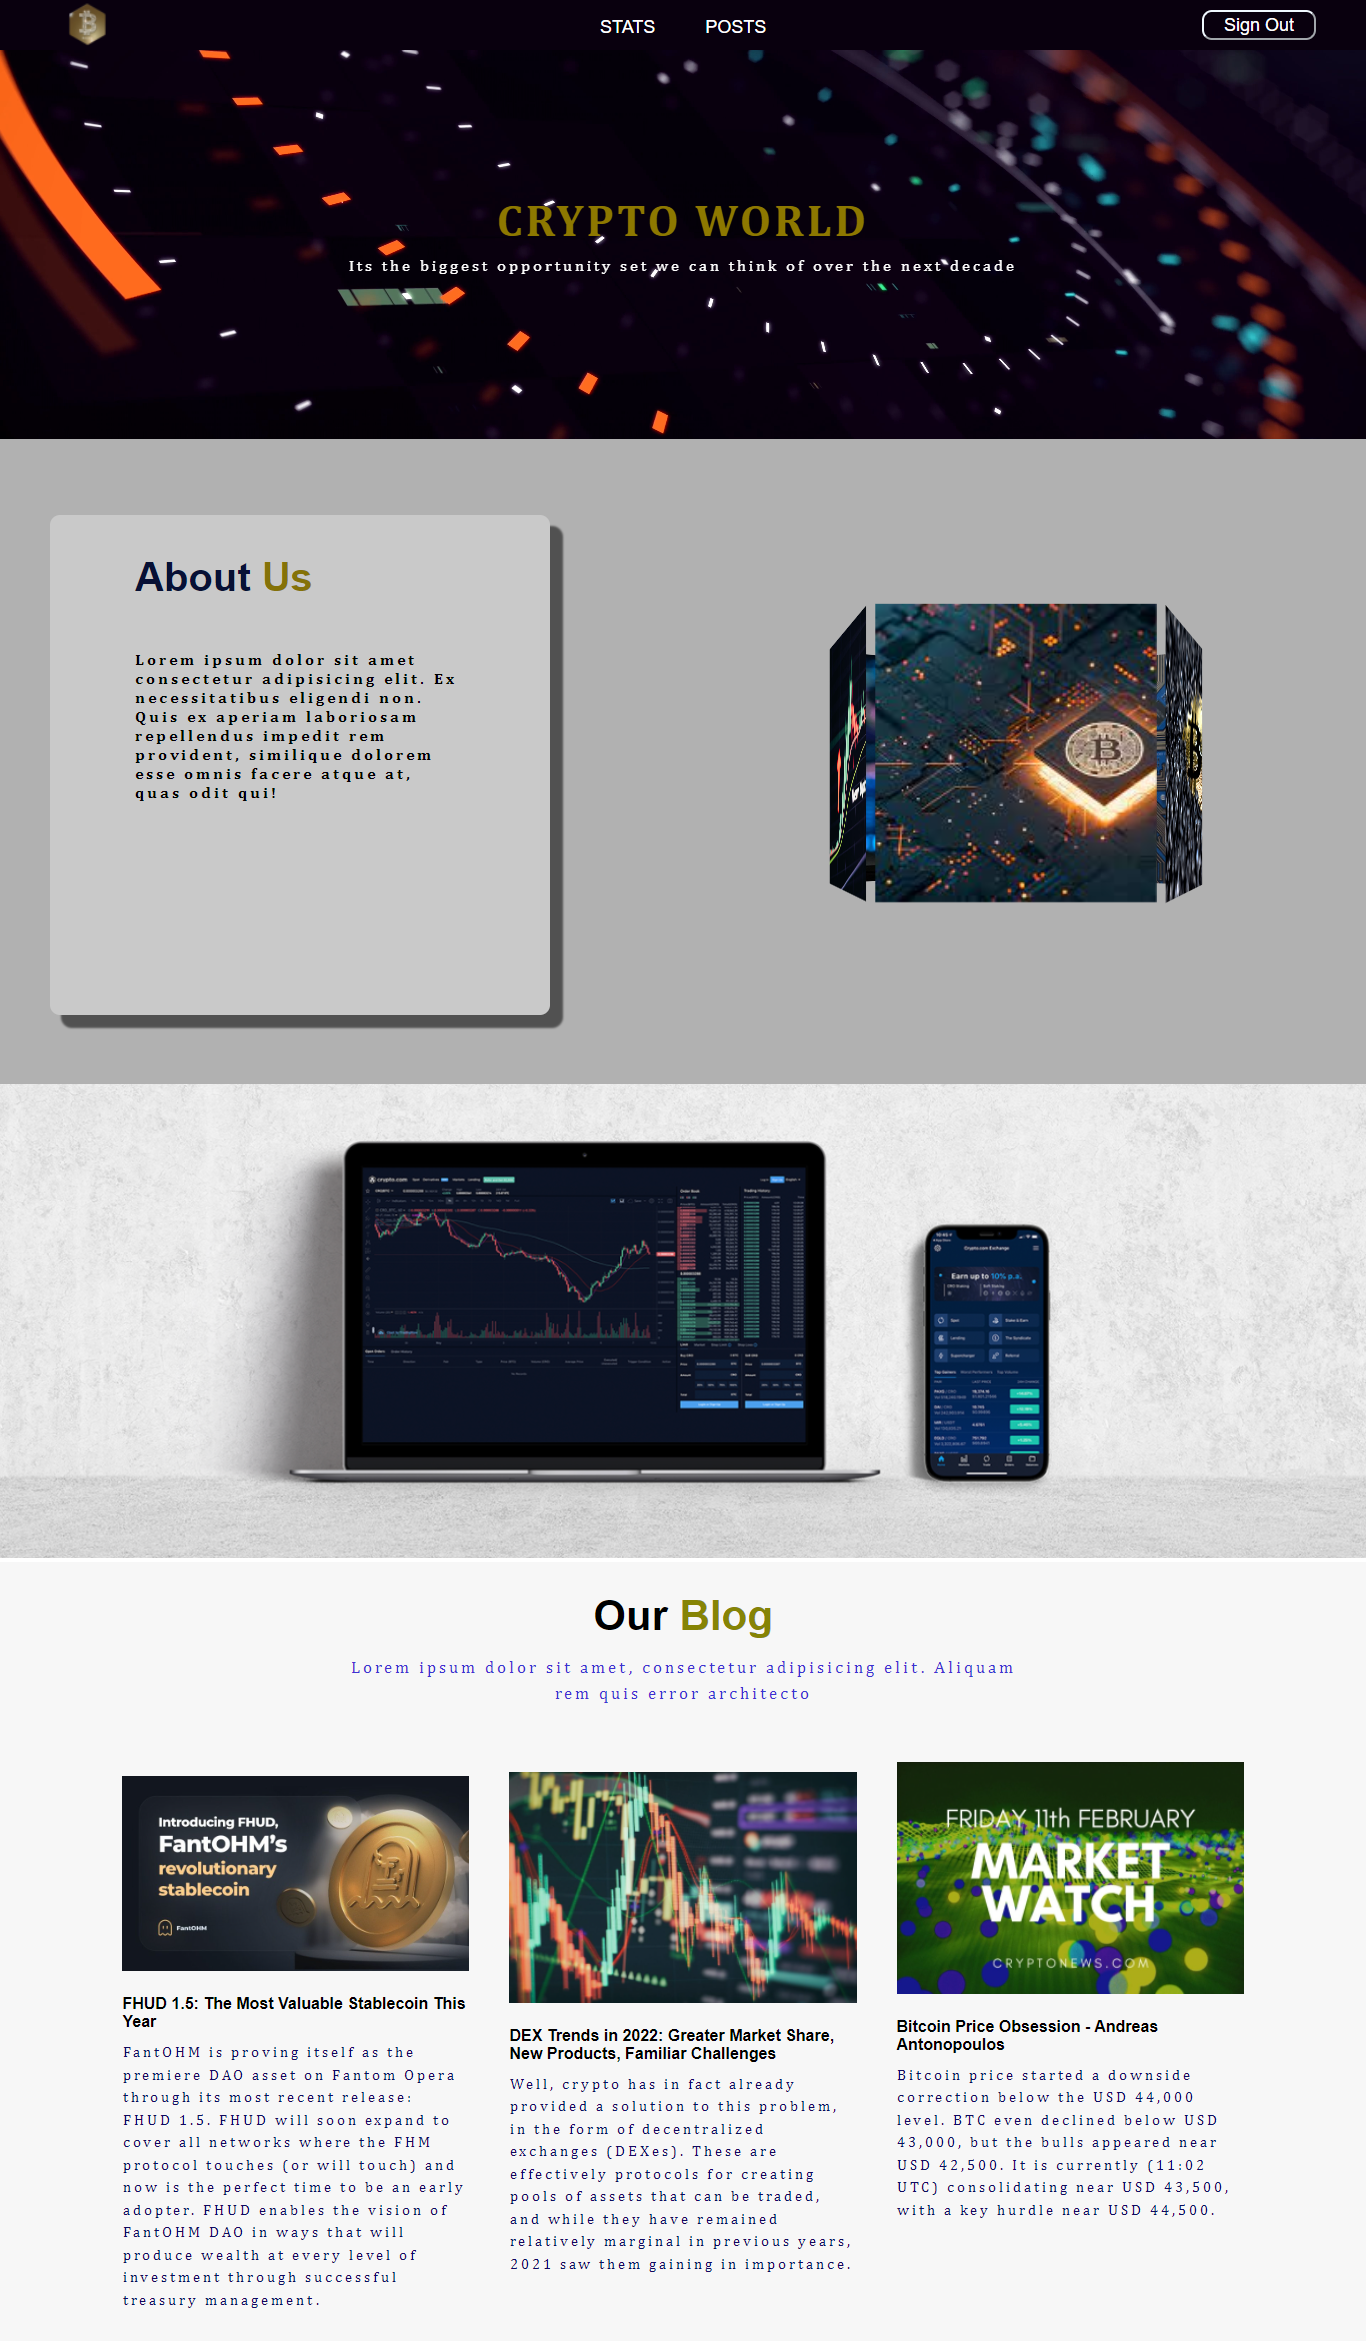 STATS POSTS Sign Out
CRYPTO WORLD
Its the biggest opportunity set we can think of over the next decade
About Us
Lorem ipsum dolor sit amet
consectetur adipisicing elit. Ex
necessitatibus eligendi non.
Quis ex aperiam laboriosam
repellendus impedit rem
provident, similique dolorem
esse omnis facere atque at,
quas odit qui!
crypto.com
Crypto.com Exchange
Earn up to 10% p.a.
Our Blog
Lorem ipsum dolor sit amet, consectetur adipisicing elit. Aliquam
rem quis error architecto
Introducing FHUD,
FantOHM's
revolutionary
stablecoin
FantOHM
FHUD 1.5: The Most Valuable Stablecoin This
Year
FantOHM is proving itself as the
premiere DAO asset on Fantom Opera
through its most recent release:
FHUD 1.5. FHUD will soon expand to
cover all networks where the FHM
protocol touches (or will touch) and
now is the perfect time to be an early
adopter. FHUD enables the vision of
FantOHM DAO in ways that will
produce wealth at every level of
investment through successful
treasury management.
DEX Trends in 2022: Greater Market Share,
New Products, Familiar Challenges
Well, crypto has in fact already
provided a solution to this problem,
in the form of decentralized
exchanges (DEXes). These are
effectively protocols for creating
pools of assets that can be traded,
and while they have remained
relatively marginal in previous years,
2021 saw them gaining in importance.
FRIDAY 11th FEBRUARY
MARKET
WATCH
CRYPTONEWS.COM
Bitcoin Price Obsession - Andreas
Antonopoulos
Bitcoin price started a downside
correction below the USD 44,000
level. BTC even declined below USD
43,000, but the bulls appeared near
USD 42,500. It is currently (11:02
UTC) consolidating near USD 43,500,
with a key hurdle near USD 44,500.